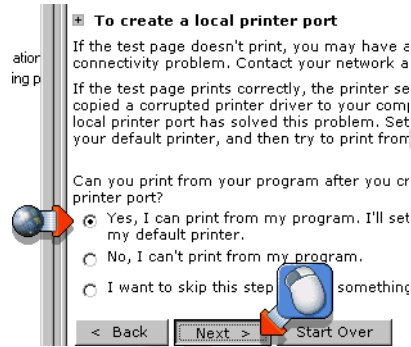 To create a local printer port
If the test page doesn't print, you may have a
connectivity problem. Contact your network a
ation
ing p
If the test page prints correctly, the printer se
copied a corrupted printer driver to your comp
local printer port has solved this problem. Set
your default printer, and then try to print from
Can you print from your program after you cr
printer port?
Yes, I can print from my program. I'll set
my default printer.
No, I can't print from my program.
I want to skip this step something
< Back Next > Start Over